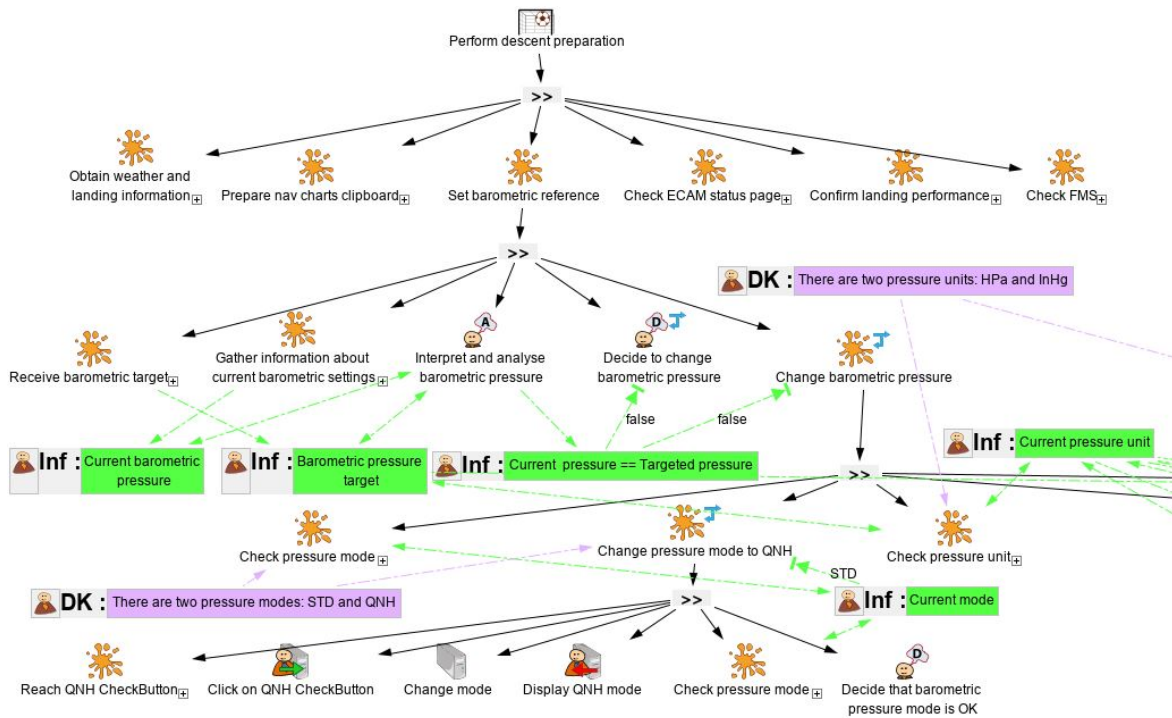 Perform descent preparation
>>
Obtain weather and
landing information
Prepare nav charts clipboard
Set barometric reference
Check ECAM status page
Confirm landing performance
Check FMS
>>
DK : There are two pressure units: HPa and InHg
Receive barometric target
Gather information about
current barometric settings
A
Interpret and analyse
barometric pressure
D
Decide to change
barometric pressure
Change barometric pressure
false
false
Inf : Current barometric
pressure
Inf : Barometric pressure
target
Inf : Current pressure == Targeted pressure
Inf : Current pressure unit
>>
Check pressure mode
Change pressure mode to QNH
Check pressure unit
STD
DK : There are two pressure modes: STD and QNH
Inf : Current mode
>>
Reach QNH CheckButton
Click on QNH CheckButton
Change mode
Display QNH mode
Check pressure mode
D
Decide that barometric
pressure mode is OK